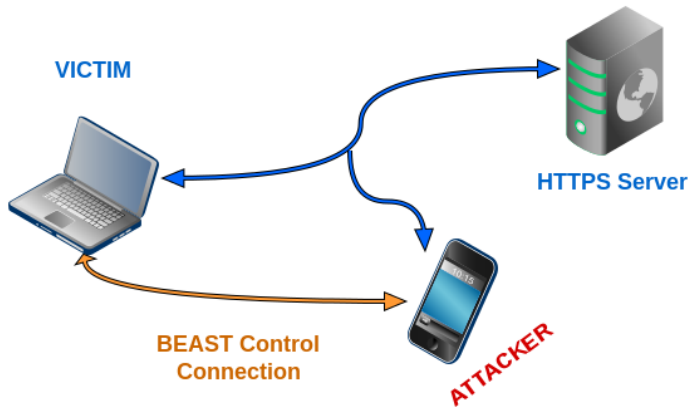 VICTIM
HTTPS Server
10:15
BEAST Control
Connection
ATTACKER